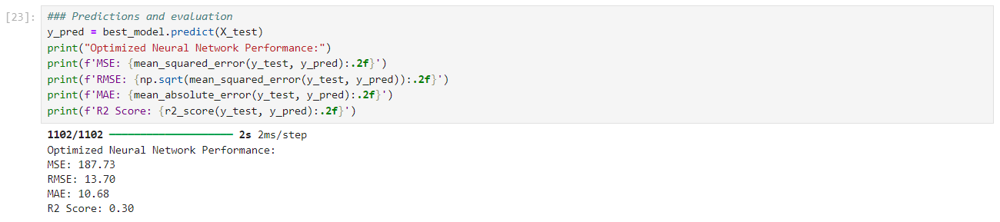 [23]: ### Predictions and evaluation
y_pred = best_model.predict(X_test)
print("Optimized Neural Network Performance:")
print(f'MSE: {mean_squared_error(y_test, y_pred):.2f}')
print(f'RMSE: {np.sqrt(mean_squared_error(y_test, y_pred)):.2f}')
print(f'MAE: {mean_absolute_error(y_test, y_pred):.2f}')
print(f'R2 Score: {r2_score(y_test, y_pred):.2f}')
1102/1102 ━━━━━━━━━━━━━━━━━━━━ 2s 2ms/step
Optimized Neural Network Performance:
MSE: 187.73
RMSE: 13.70
MAE: 10.68
R2 Score: 0.30